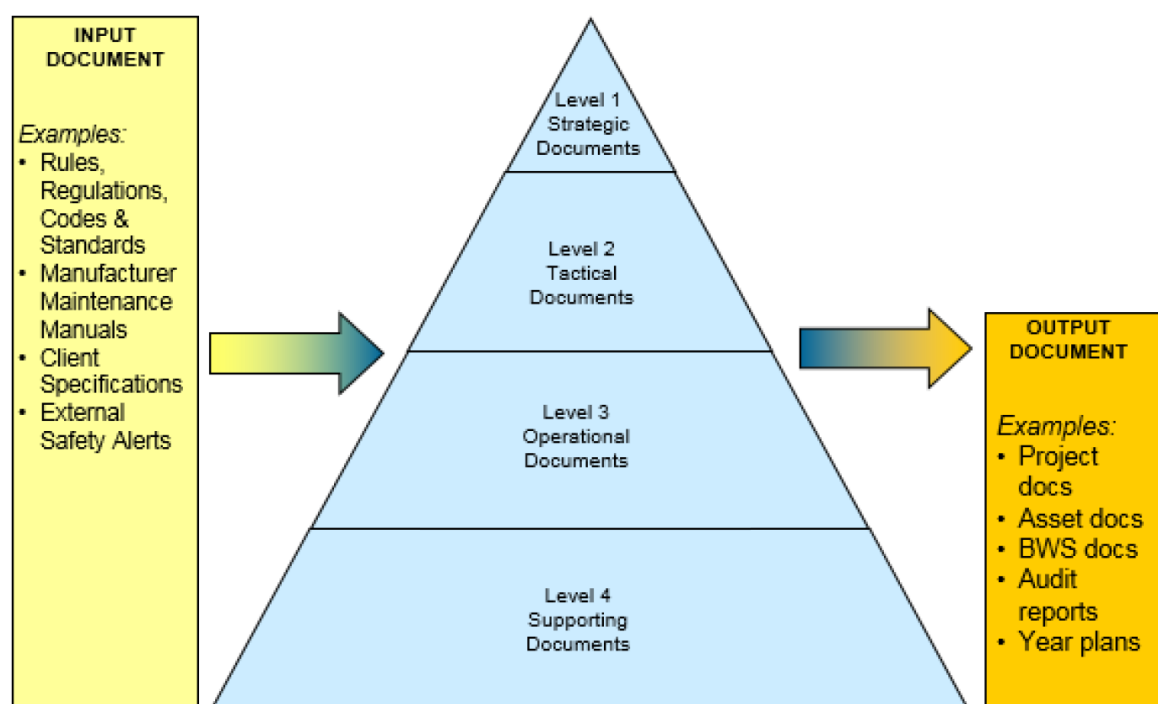 INPUT
DOCUMENT
Examples:
• Rules,
Regulations,
Codes &
Standards
• Manufacturer
Maintenance
Manuals
• Client
Specifications
• External
Safety Alerts
Level 1
Strategic
Documents
Level 2
Tactical
Documents
Level 3
Operational
Documents
Level 4
Supporting
Documents
OUTPUT
DOCUMENT
Examples:
• Project
docs
• Asset docs
• BWS docs
• Audit
reports
• Year plans